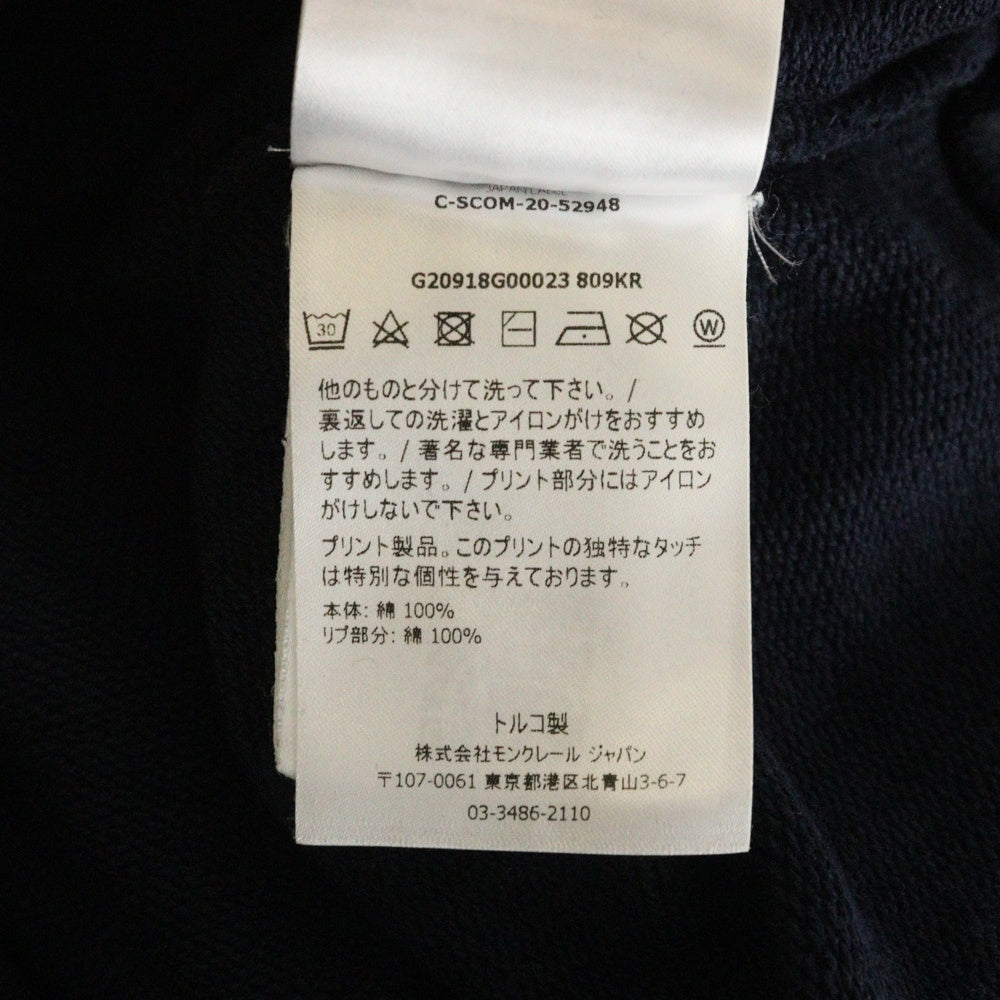 JAPAN LABEL
C-SCOM-20-52948
G20918G00023 809KR
30 W
他のものと分けて洗って下さい。/
裏返しての洗濯とアイロンがけをおすすめ
します。/ 著名な専門業者で洗うことをお
すすめします。/ プリント部分にはアイロン
がけしないで下さい。
プリント製品。このプリントの独特なタッチ
は特別な個性を与えております。
本体: 綿 100%
リブ部分: 綿 100%
トルコ製
株式会社モンクレール ジャパン
〒107-0061 東京都港区北青山3-6-7
03-3486-2110